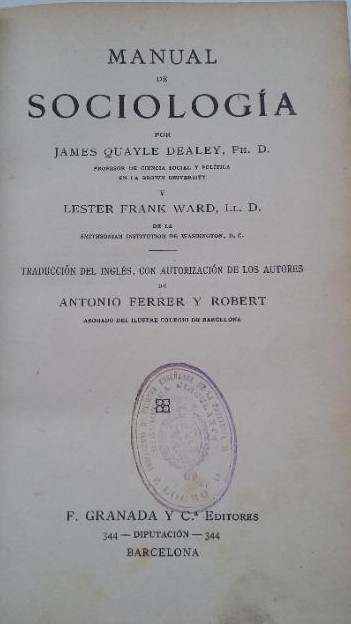 MANUAL
DE
SOCIOLOGÍA
POR
JAMES QUAYLE DEALEY, PH. D.
PROFESOR DE CIENCIA SOCIAL Y POLÍTICA
EN LA BROWN UNIVERSITY
Y
LESTER FRANK WARD, LL. D.
DE LA
SMITHSONIAN INSTITUTION DE WASHINGTON, D. C.
TRADUCCIÓN DEL INGLÉS, CON AUTORIZACIÓN DE LOS AUTORES
DE
ANTONIO FERRER Y ROBERT
ABOGADO DEL ILUSTRE COLEGIO DE BARCELONA
F. GRANADA Y C.ª EDITORES
344 — DIPUTACIÓN — 344
BARCELONA